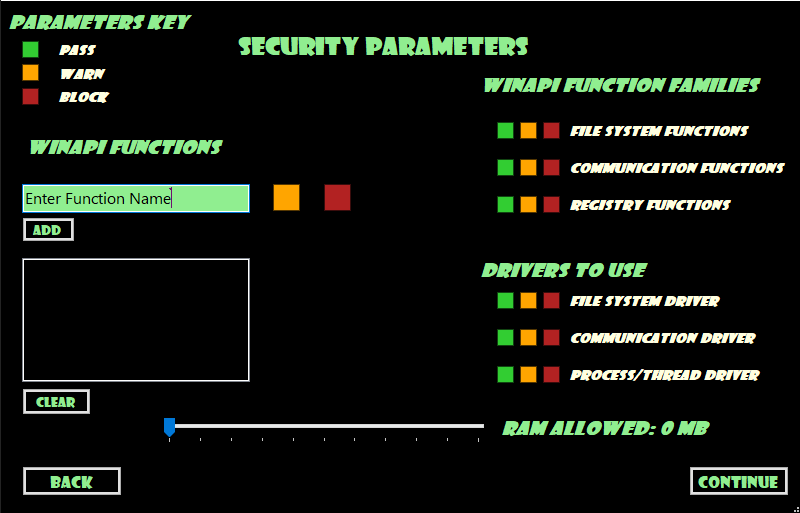 PARAMETERS KEY
PASS
WARN
BLOCK
SECURITY PARAMETERS
WINAPI FUNCTIONS
Enter Function Name
ADD
CLEAR
WINAPI FUNCTION FAMILIES
FILE SYSTEM FUNCTIONS
COMMUNICATION FUNCTIONS
REGISTRY FUNCTIONS
DRIVERS TO USE
FILE SYSTEM DRIVER
COMMUNICATION DRIVER
PROCESS/THREAD DRIVER
RAM ALLOWED: 0 MB
BACK
CONTINUE